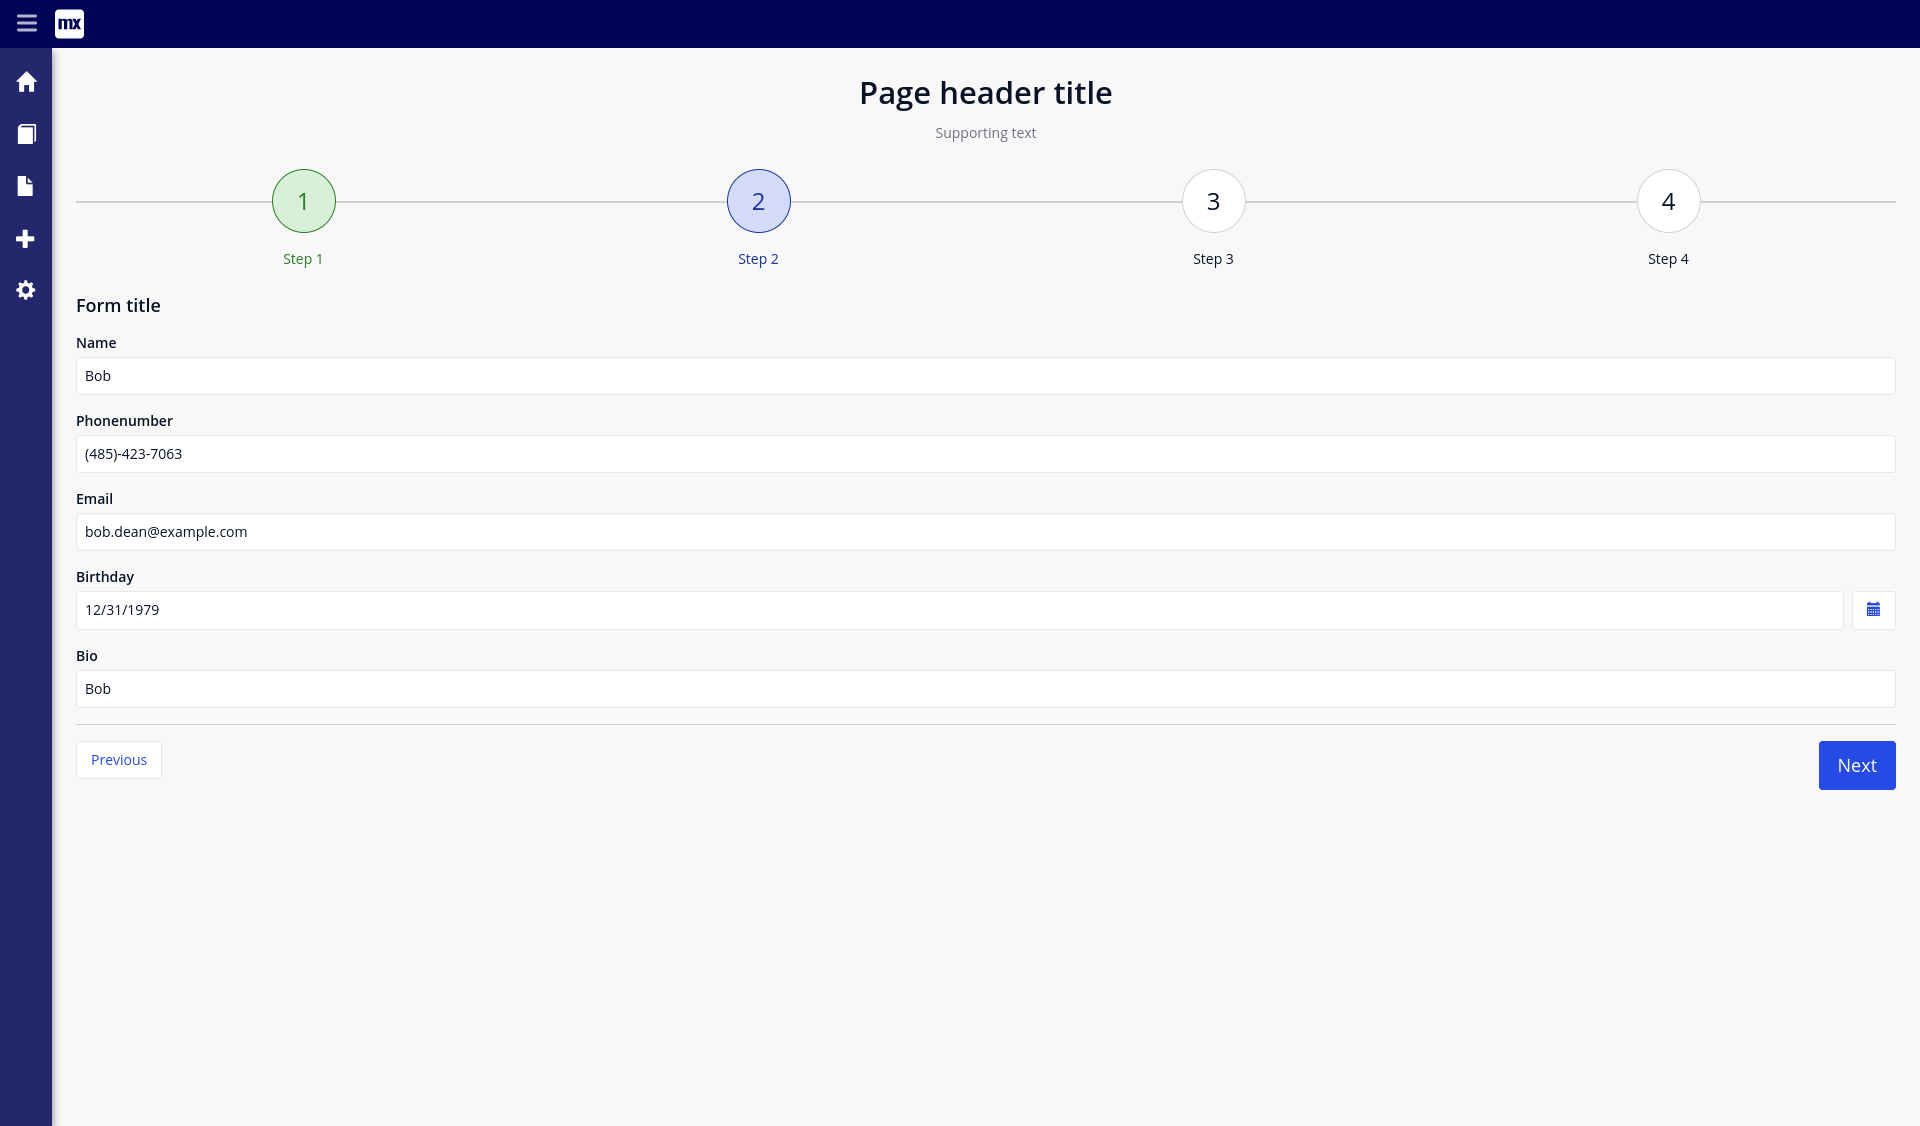 mx
Page header title
Supporting text
1
2
3
4
Step 1
Step 2
Step 3
Step 4
Form title
Name
Bob
Phonenumber
(485)-423-7063
Email
bob.dean@example.com
Birthday
12/31/1979
Bio
Bob
Previous
Next